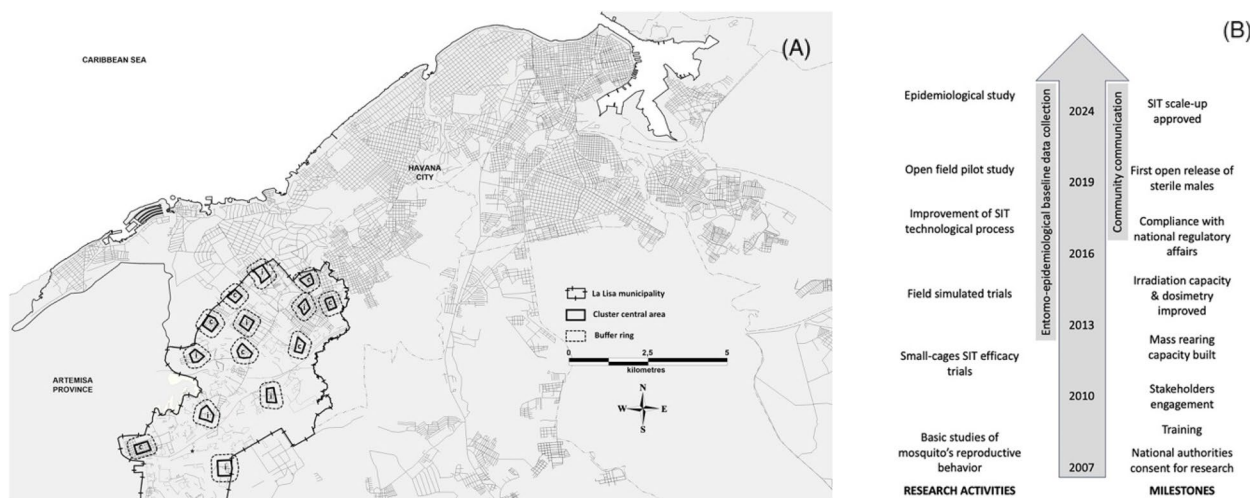 CARIBBEAN SEA
(A)
HAVANA
CITY
La Lisa municipality
Cluster central area
Buffer ring
0 2,5 5
kilometres
N
W E
S
ARTEMISA
PROVINCE
(B)
Epidemiological study
Open field pilot study
Improvement of SIT
technological process
Field simulated trials
Small-cages SIT efficacy
trials
Basic studies of
mosquito's reproductive
behavior
RESEARCH ACTIVITIES
Entomo-epidemiological baseline data collection
2024
2019
2016
2013
2010
2007
Community communication
SIT scale-up
approved
First open release of
sterile males
Compliance with
national regulatory
affairs
Irradiation capacity
& dosimetry
improved
Mass rearing
capacity built
Stakeholders
engagement
Training
National authorities
consent for research
MILESTONES